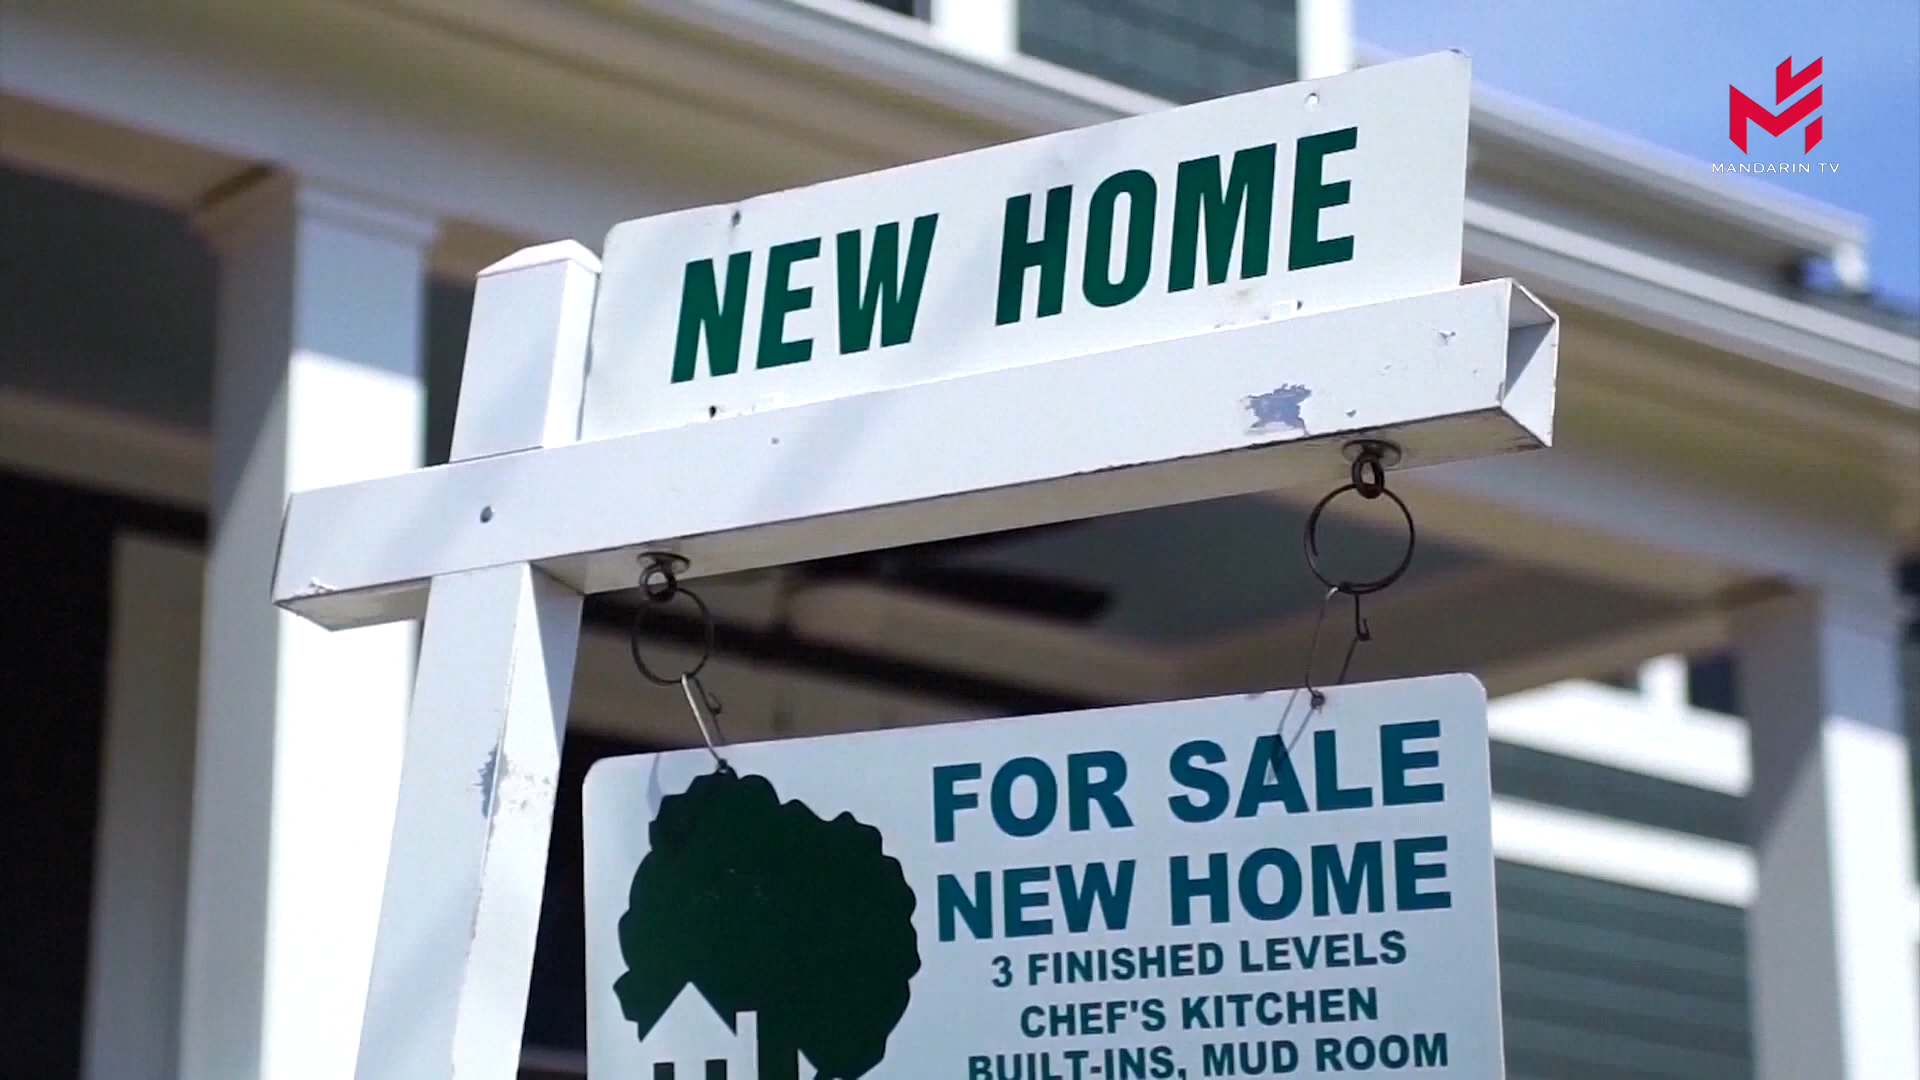 MANDARIN TV
NEW HOME
FOR SALE
NEW HOME
3 FINISHED LEVELS
CHEF'S KITCHEN
BUILT-INS, MUD ROOM